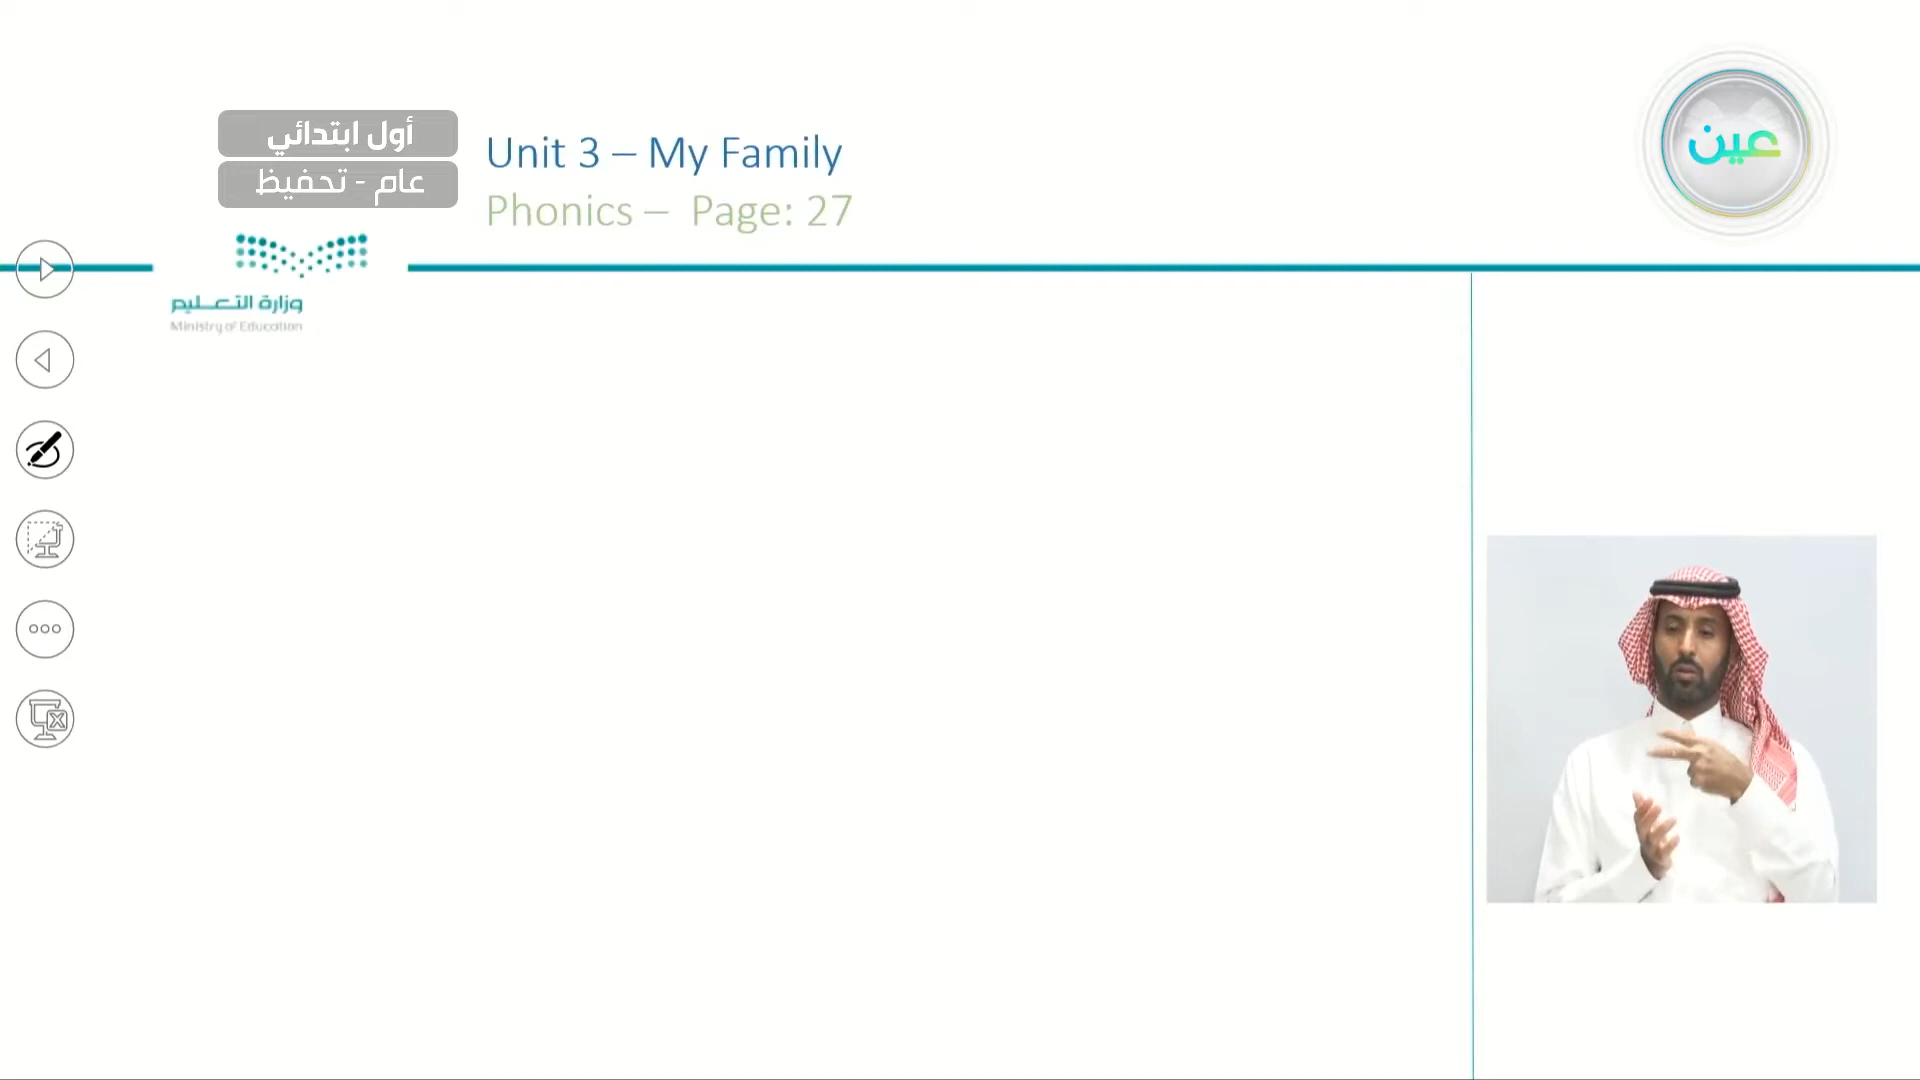 أول ابتدائي
عام - تحفيظ
Unit 3 – My Family
Phonics – Page: 27
عين
وزارة التعليم
Ministry of Education